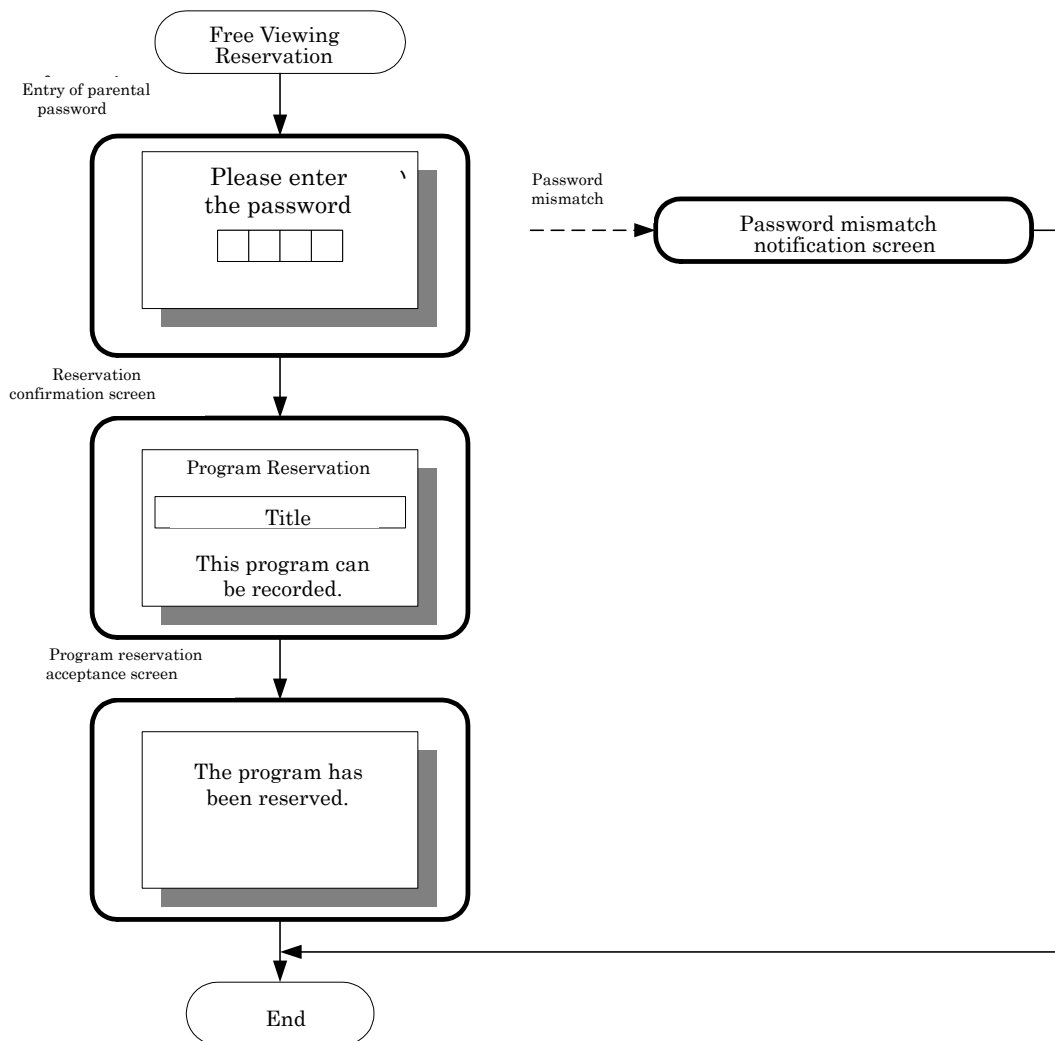 Free Viewing
Reservation
Entry of parental
password
Please enter
the password
Password
mismatch
Password mismatch
notification screen
Reservation
confirmation screen
Program Reservation
Title
This program can
be recorded.
Program reservation
acceptance screen
The program has
been reserved.
End